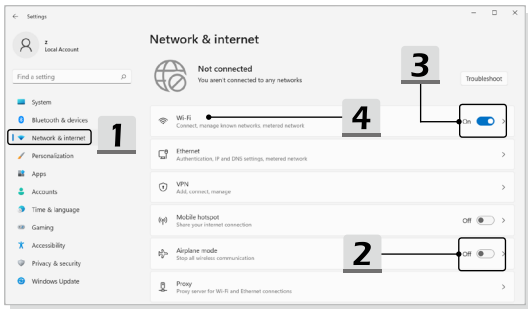 Settings
z
Local Account
Find a setting
System
Bluetooth & devices
Network & internet
Personalization
Apps
Accounts
Time & language
Gaming
Accessibility
Privacy & security
Windows Update
1
Network & internet
Not connected
You aren't connected to any networks
Troubleshoot
3
Wi-Fi
Connect, manage known networks, metered network
4
On
Ethernet
Authentication, IP and DNS settings, metered network
VPN
Add, connect, manage
Mobile hotspot
Share your internet connection
Off
Airplane mode
Stop all wireless communication
2
Off
Proxy
Proxy server for Wi-Fi and Ethernet connections